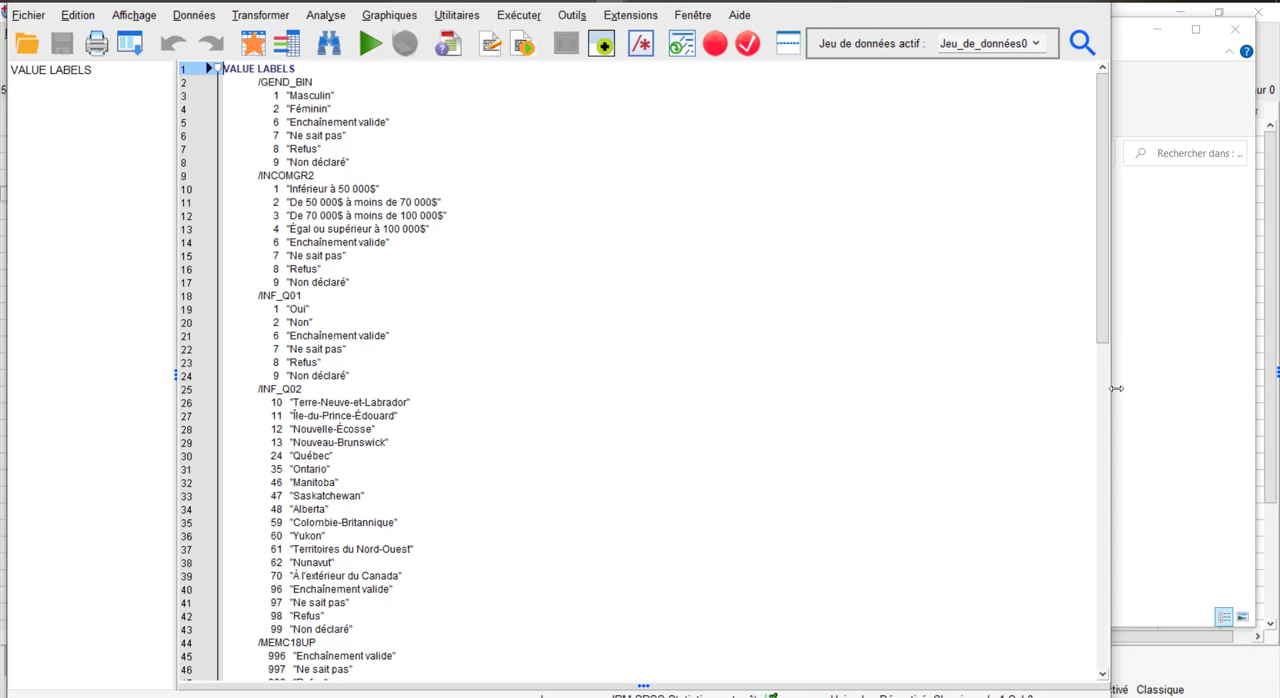 Fichier Edition Affichage Données Transformer Analyse Graphiques Utilitaires Exécuter Outils Extensions Fenêtre Aide
Jeu de données actif : Jeu_de_données0
sur 0
Rechercher dans : ...
VALUE LABELS
1 VALUE LABELS
2 /GEND_BIN
3 1 "Masculin"
4 2 "Féminin"
5 6 "Enchaînement valide"
6 7 "Ne sait pas"
7 8 "Refus"
8 9 "Non déclaré"
9 /INCOMGR2
10 1 "Inférieur à 50 000$"
11 2 "De 50 000$ à moins de 70 000$"
12 3 "De 70 000$ à moins de 100 000$"
13 4 "Égal ou supérieur à 100 000$"
14 6 "Enchaînement valide"
15 7 "Ne sait pas"
16 8 "Refus"
17 9 "Non déclaré"
18 /INF_Q01
19 1 "Oui"
20 2 "Non"
21 6 "Enchaînement valide"
22 7 "Ne sait pas"
23 8 "Refus"
24 9 "Non déclaré"
25 /INF_Q02
26 10 "Terre-Neuve-et-Labrador"
27 11 "Île-du-Prince-Édouard"
28 12 "Nouvelle-Écosse"
29 13 "Nouveau-Brunswick"
30 24 "Québec"
31 35 "Ontario"
32 46 "Manitoba"
33 47 "Saskatchewan"
34 48 "Alberta"
35 59 "Colombie-Britannique"
36 60 "Yukon"
37 61 "Territoires du Nord-Ouest"
38 62 "Nunavut"
39 70 "À l'extérieur du Canada"
40 96 "Enchaînement valide"
41 97 "Ne sait pas"
42 98 "Refus"
43 99 "Non déclaré"
44 /MEMC18UP
45 996 "Enchaînement valide"
46 997 "Ne sait pas"
Classique